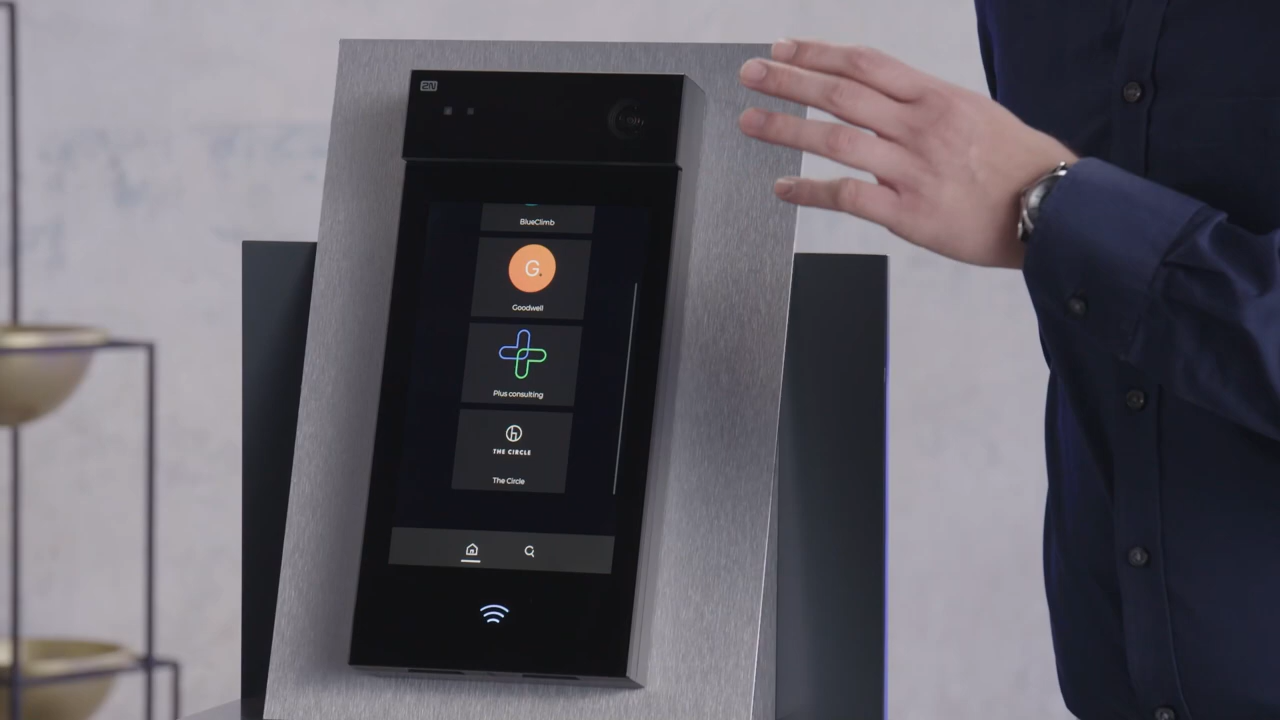 2N
BlueClimb
G.
Goodwell
Plus consulting
h
THE CIRCLE
The Circle